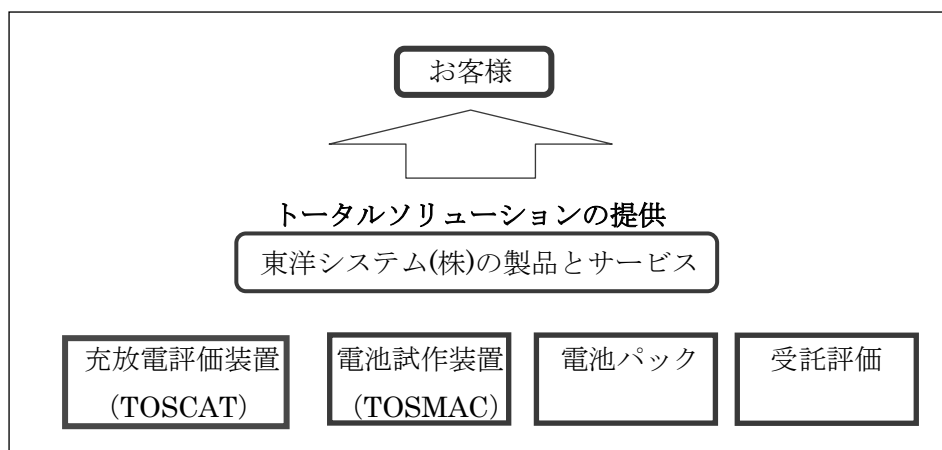 お客様
トータルソリューションの提供
東洋システム(株)の製品とサービス
充放電評価装置
（TOSCAT）
電池試作装置
（TOSMAC）
電池パック
受託評価